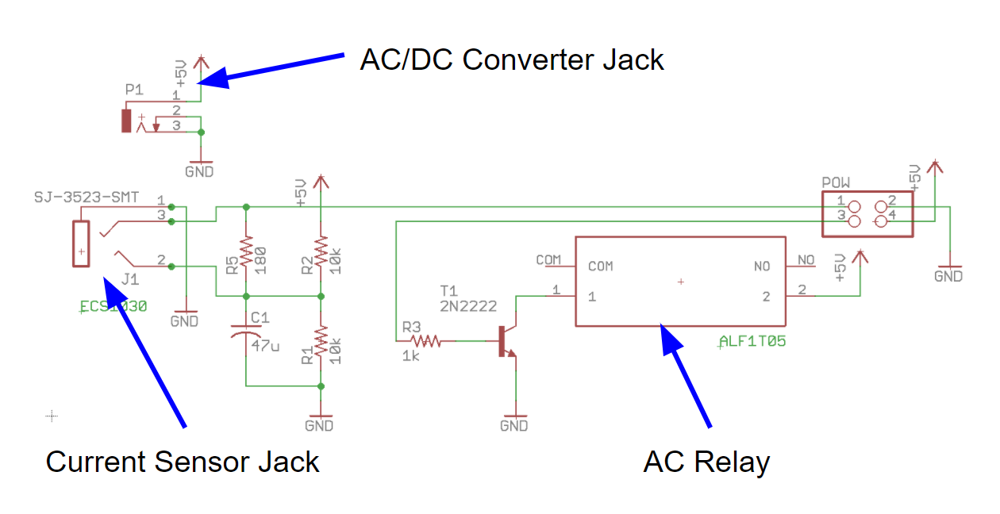 AC/DC Converter Jack
+5V
P1
1
2
3
GND
SJ-3523-SMT
1
3
2
J1
ECS1030
GND
+5V
R5
180
R2
10k
C1
47u
R1
10k
GND
POW
1
2
3
4
+5V
GND
T1
2N2222
R3
1k
GND
COM
COM
NO
NO
1
1
2
2
+5V
ALF1T05
Current Sensor Jack
AC Relay